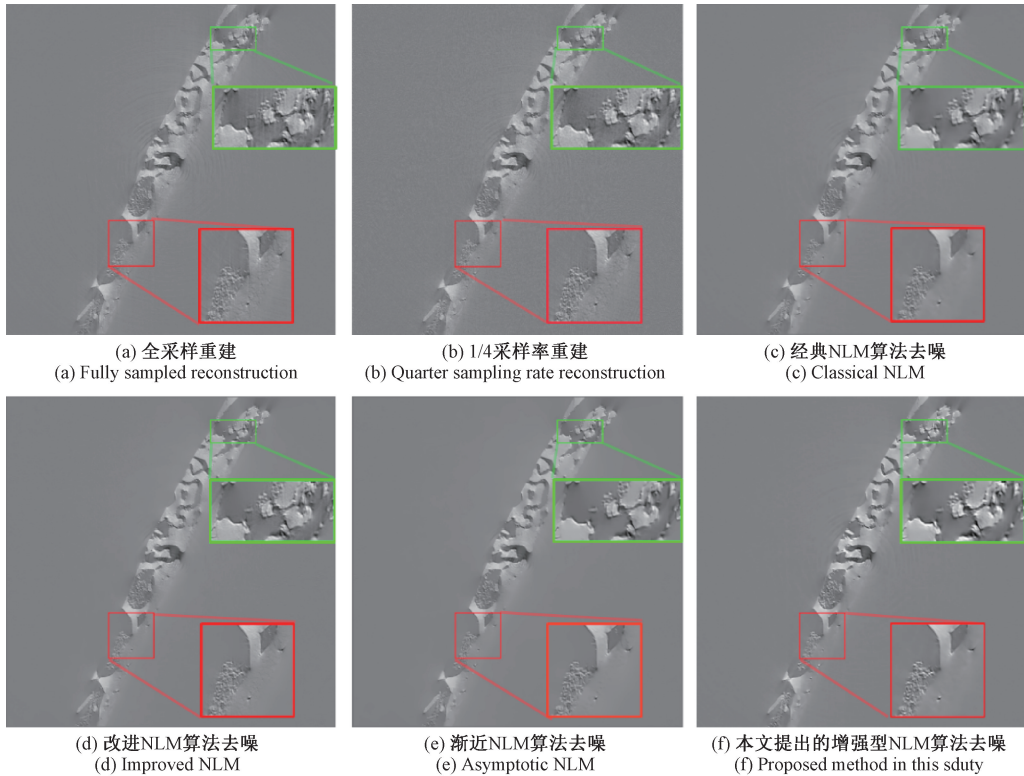 (a) 全采样重建
(a) Fully sampled reconstruction
(b) 1/4采样率重建
(b) Quarter sampling rate reconstruction
(c) 经典NLM算法去噪
(c) Classical NLM
(d) 改进NLM算法去噪
(d) Improved NLM
(e) 渐近NLM算法去噪
(e) Asymptotic NLM
(f) 本文提出的增强型NLM算法去噪
(f) Proposed method in this sduty